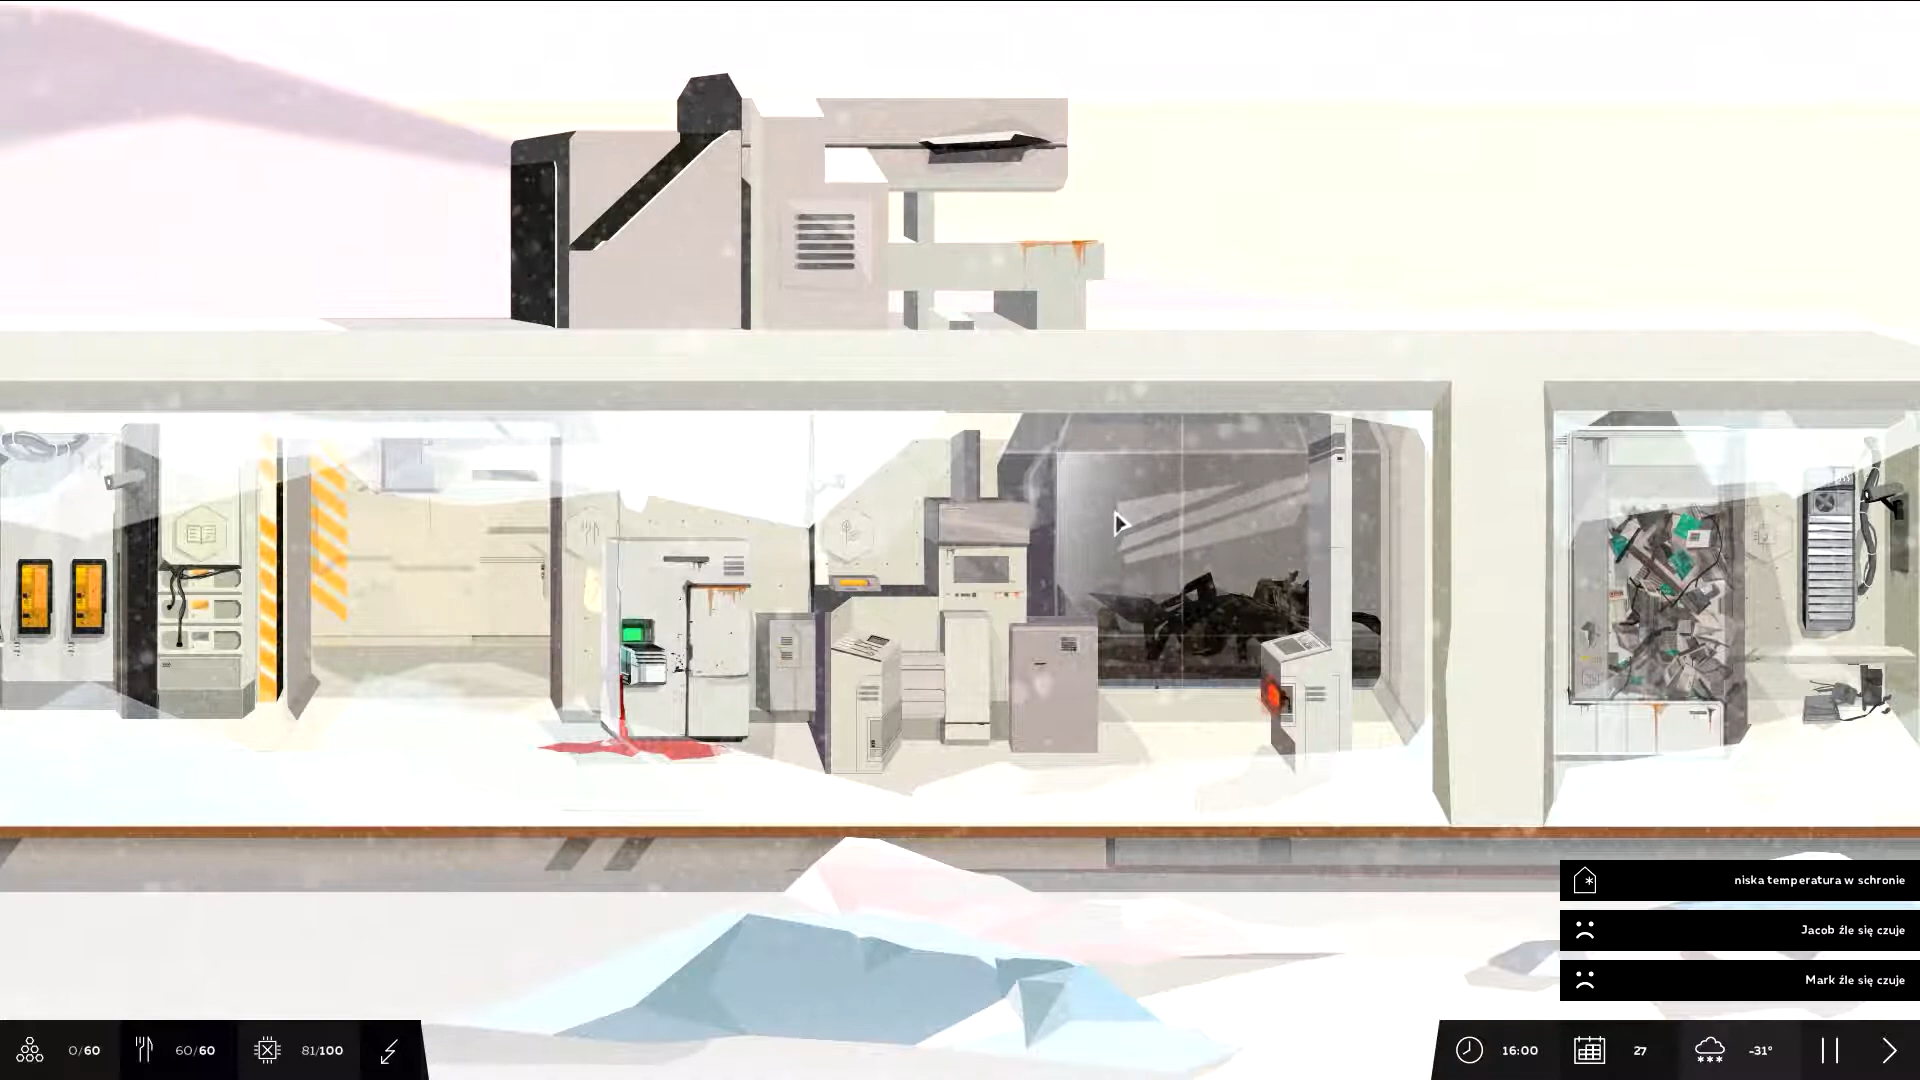 niska temperatura w schronie
Jacob źle się czuje
Mark źle się czuje
0/60
60/60
81/100
16:00
27
-31°